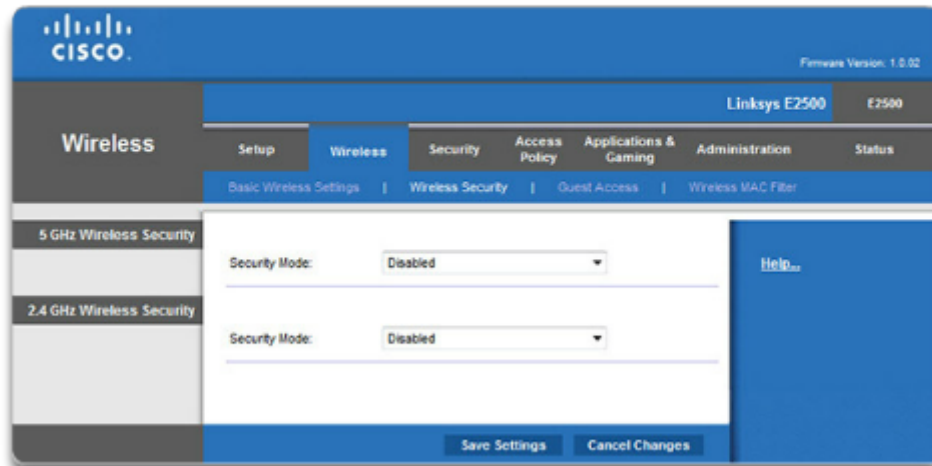 CISCO.
Firmware Version: 1.0.02
Linksys E2500 E2500
Wireless
Setup Wireless Security Access Policy Applications & Gaming Administration Status
Basic Wireless Settings | Wireless Security | Guest Access | Wireless MAC Filter
5 GHz Wireless Security
Security Mode: Disabled
Help...
2.4 GHz Wireless Security
Security Mode: Disabled
Save Settings Cancel Changes